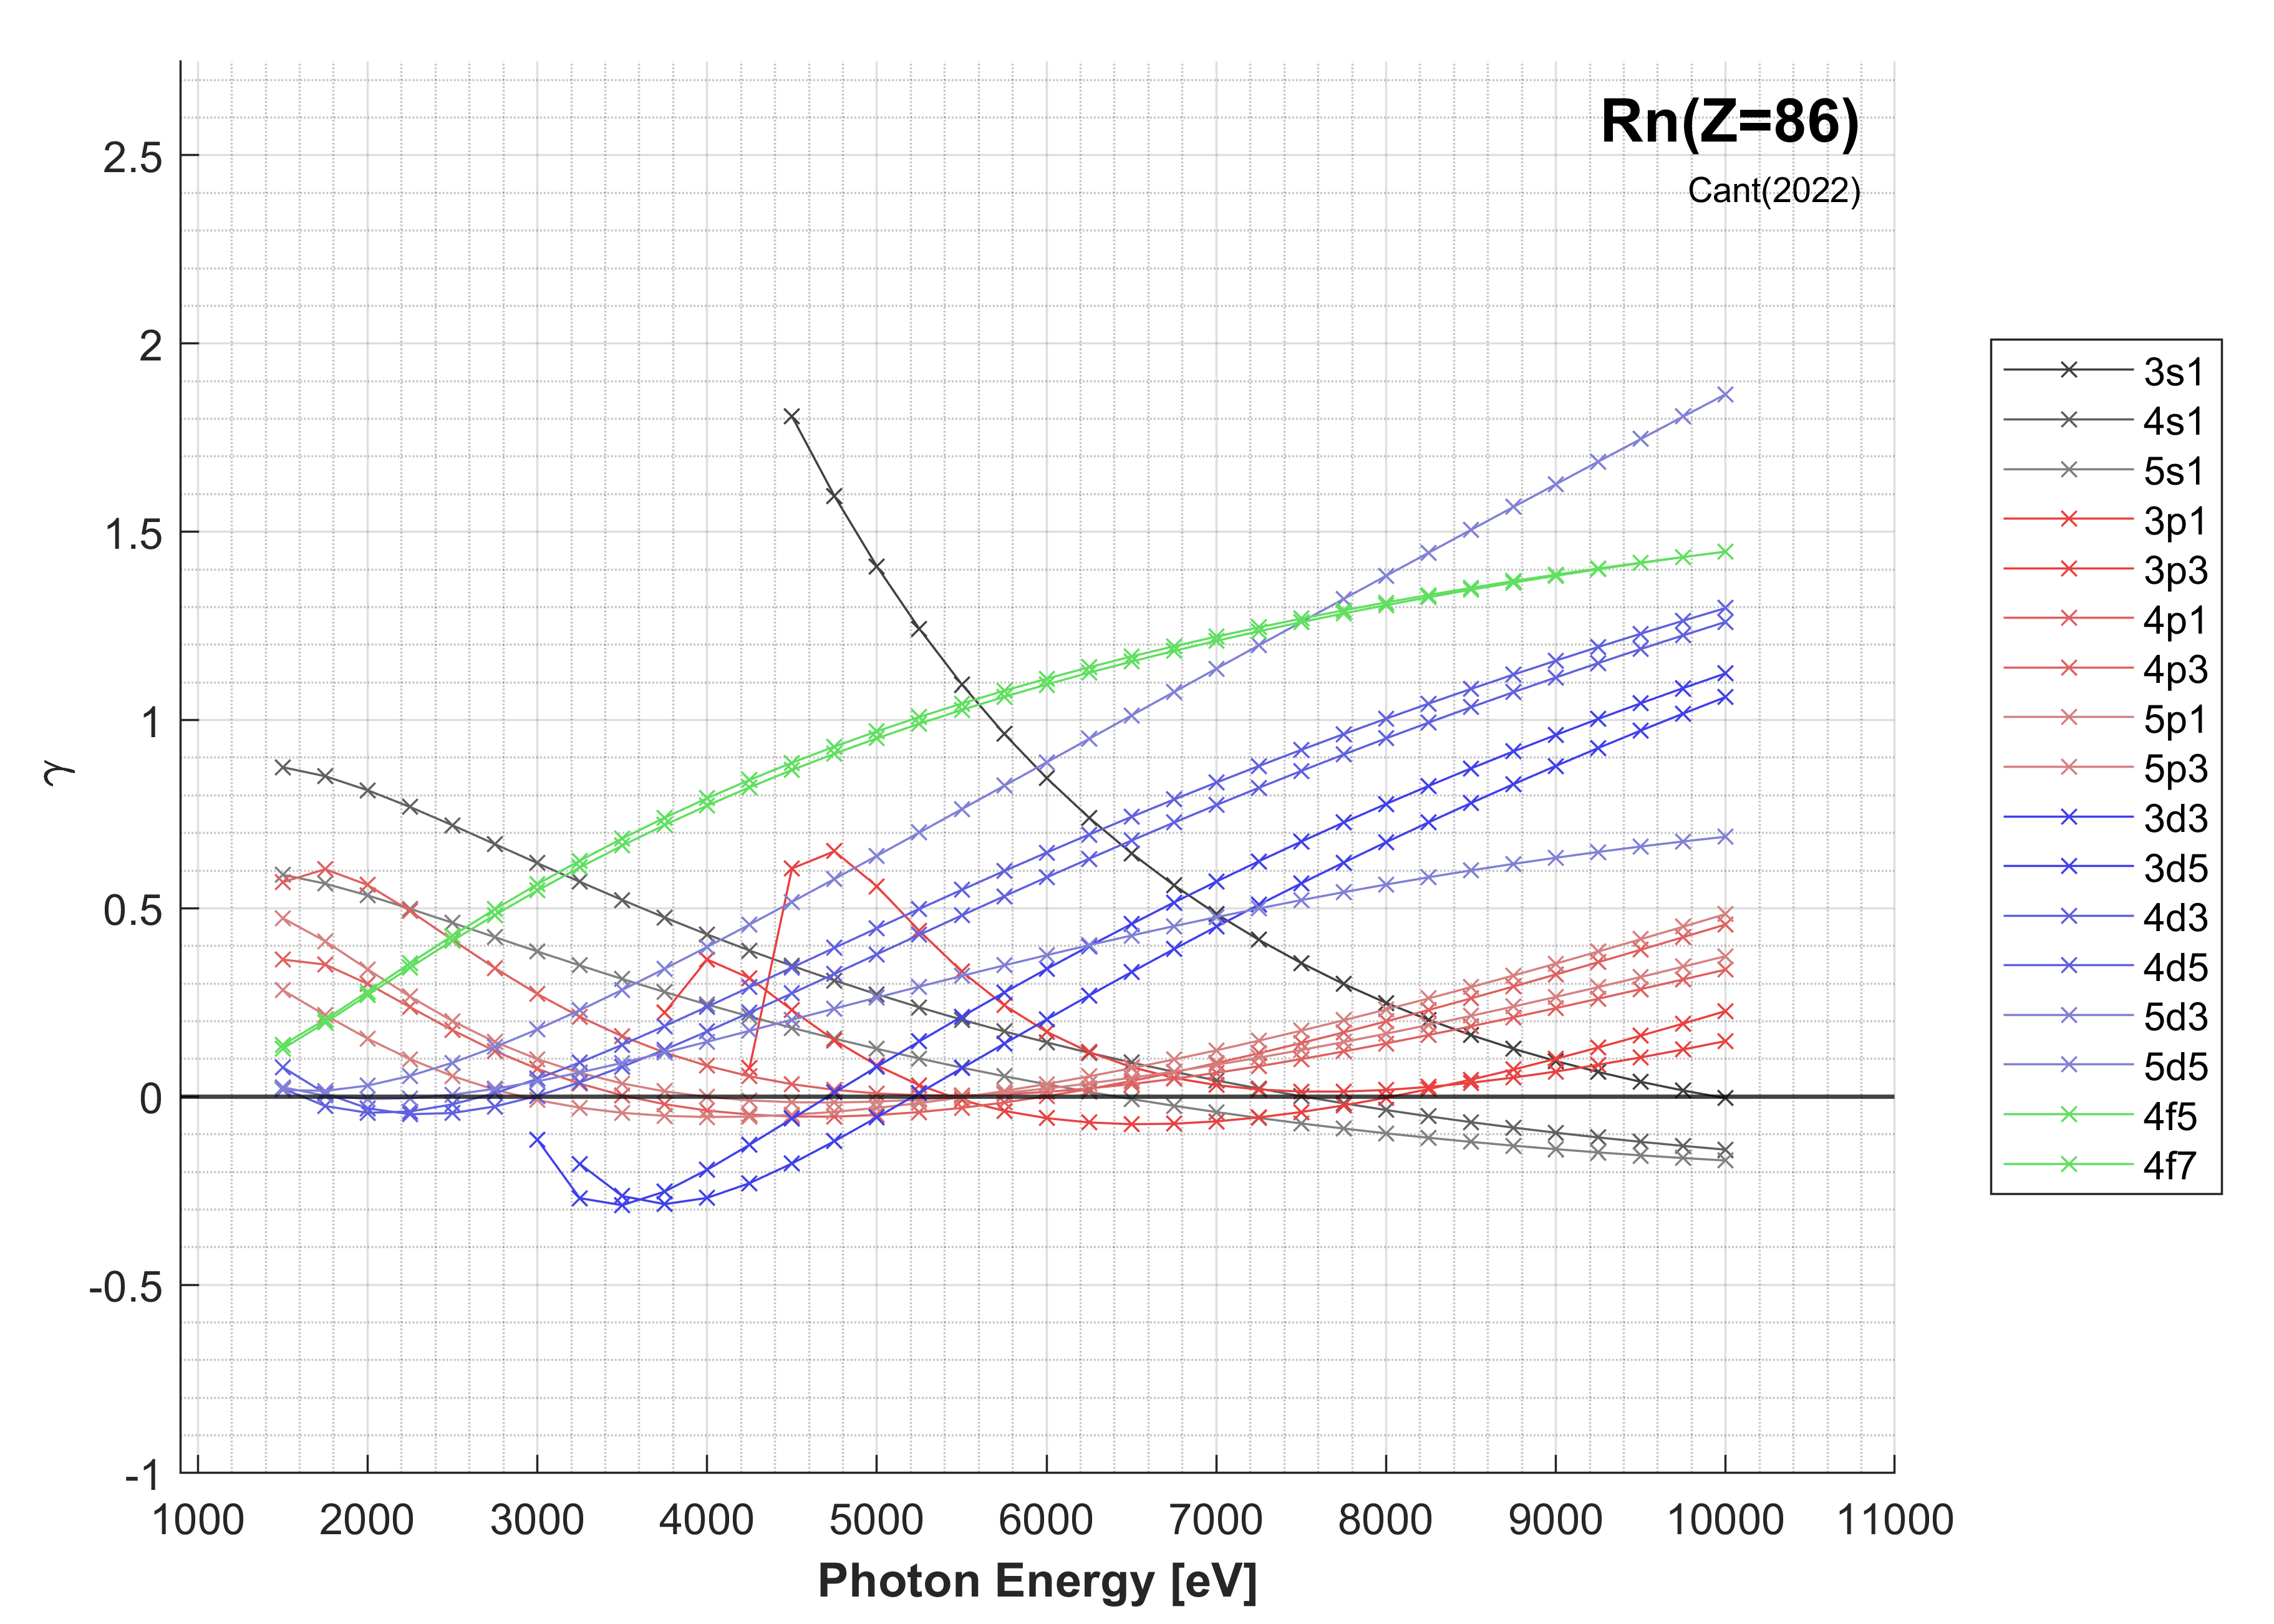 Rn(Z=86)
Cant(2022)
2.5
2
1.5
1
0.5
0
-0.5
-1
γ
1000 2000 3000 4000 5000 6000 7000 8000 9000 10000 11000
Photon Energy [eV]
3s1
4s1
5s1
3p1
3p3
4p1
4p3
5p1
5p3
3d3
3d5
4d3
4d5
5d3
5d5
4f5
4f7